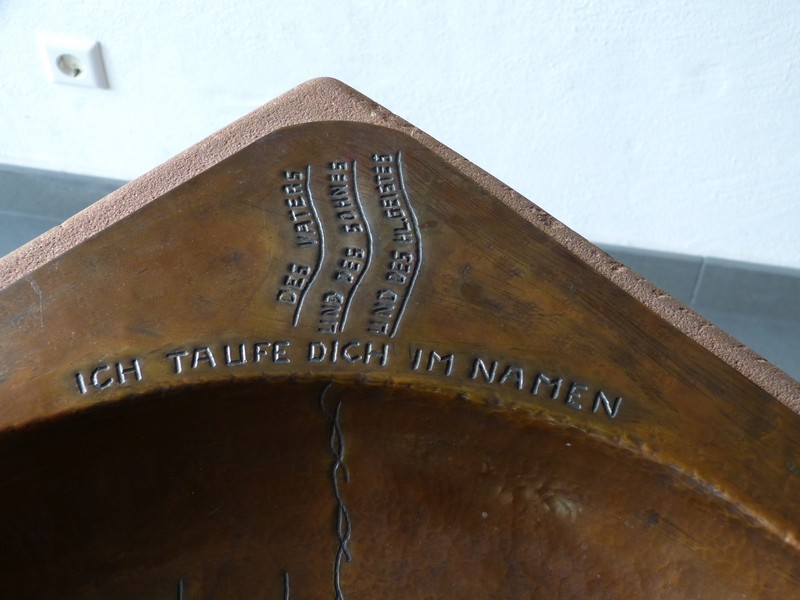 ICH TAUFE DICH IM NAMEN
DES VATERS
UND DES SOHNES
UND DES HL.GEISTES